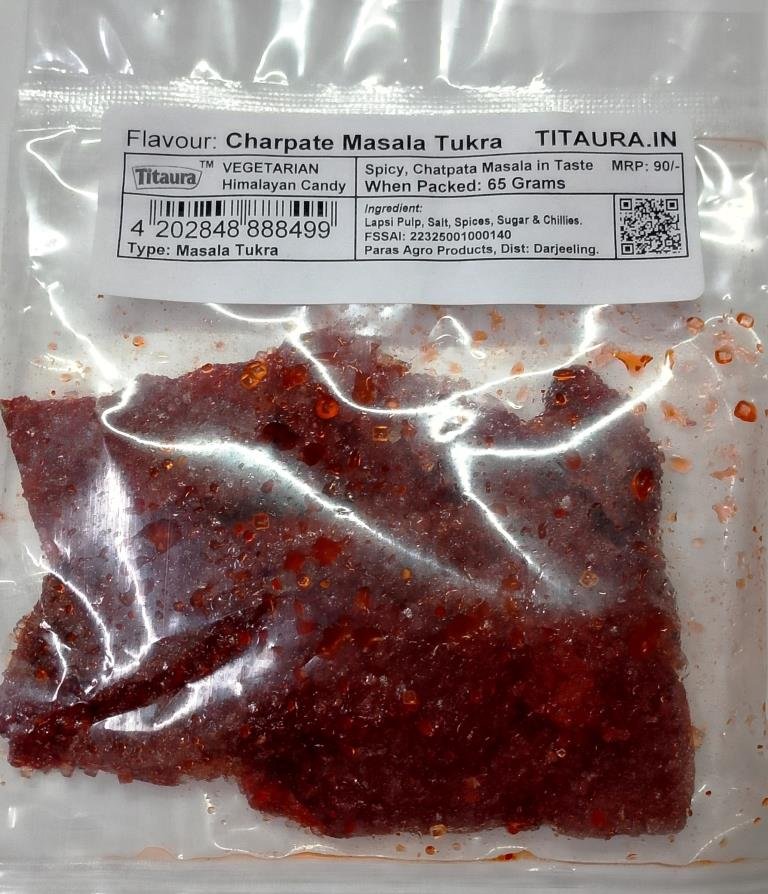 Flavour: Charpate Masala Tukra TITAURA.IN
Titaura™ VEGETARIAN
Himalayan Candy
Spicy, Chatpata Masala in Taste MRP: 90/-
When Packed: 65 Grams
4 202848 888499
Type: Masala Tukra
Ingredient:
Lapsi Pulp, Salt, Spices, Sugar & Chillies.
FSSAI: 22325001000140
Paras Agro Products, Dist: Darjeeling.